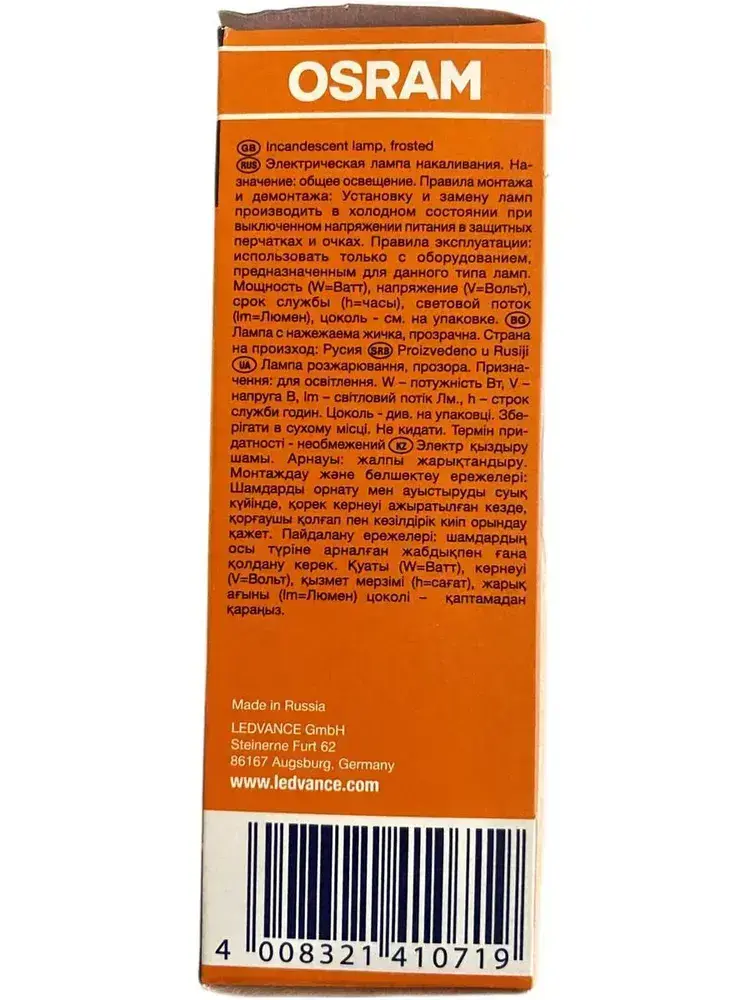 OSRAM
GB Incandescent lamp, frosted
RUS Электрическая лампа накаливания. На-
значение: общее освещение. Правила монтажа
и демонтажа: Установку и замену ламп
производить в холодном состоянии при
выключенном напряжении питания в защитных
перчатках и очках. Правила эксплуатации:
использовать только с оборудованием,
предназначенным для данного типа ламп.
Мощность (W=Ватт), напряжение (V=Вольт),
срок службы (h=часы), световой поток
(lm=Люмен), цоколь - см. на упаковке. BG
Лампа с нажежаема жичка, прозрачна. Страна
на произход: Русия SRB Proizvedeno u Rusiji
UA Лампа розжарювання, прозора. Призна-
чення: для освітлення. W – потужність Вт, V –
напруга В, lm – світловий потік Лм., h – строк
служби годин. Цоколь - див. на упаковці. Збе-
рігати в сухому місці. Не кидати. Термін при-
датності - необмежений KZ Электр қыздыру
шамы. Арнауы: жалпы жарықтандыру.
Монтаждау және бөлшектеу ережелері:
Шамдарды орнату мен ауыстыруды суық
күйінде, қорек кернеуі ажыратылған кезде,
қорғаушы қолғап пен көзілдірік киіп орындау
қажет. Пайдалану ережелері: шамдардың
осы түріне арналған жабдықпен ғана
қолдану керек. Қуаты (W=Ватт), кернеуі
(V=Вольт), қызмет мерзімі (h=сағат), жарық
ағыны (lm=Люмен) цоколі – қаптамадан
қараңыз.
Made in Russia
LEDVANCE GmbH
Steinerne Furt 62
86167 Augsburg, Germany
www.ledvance.com
4 008321 410719